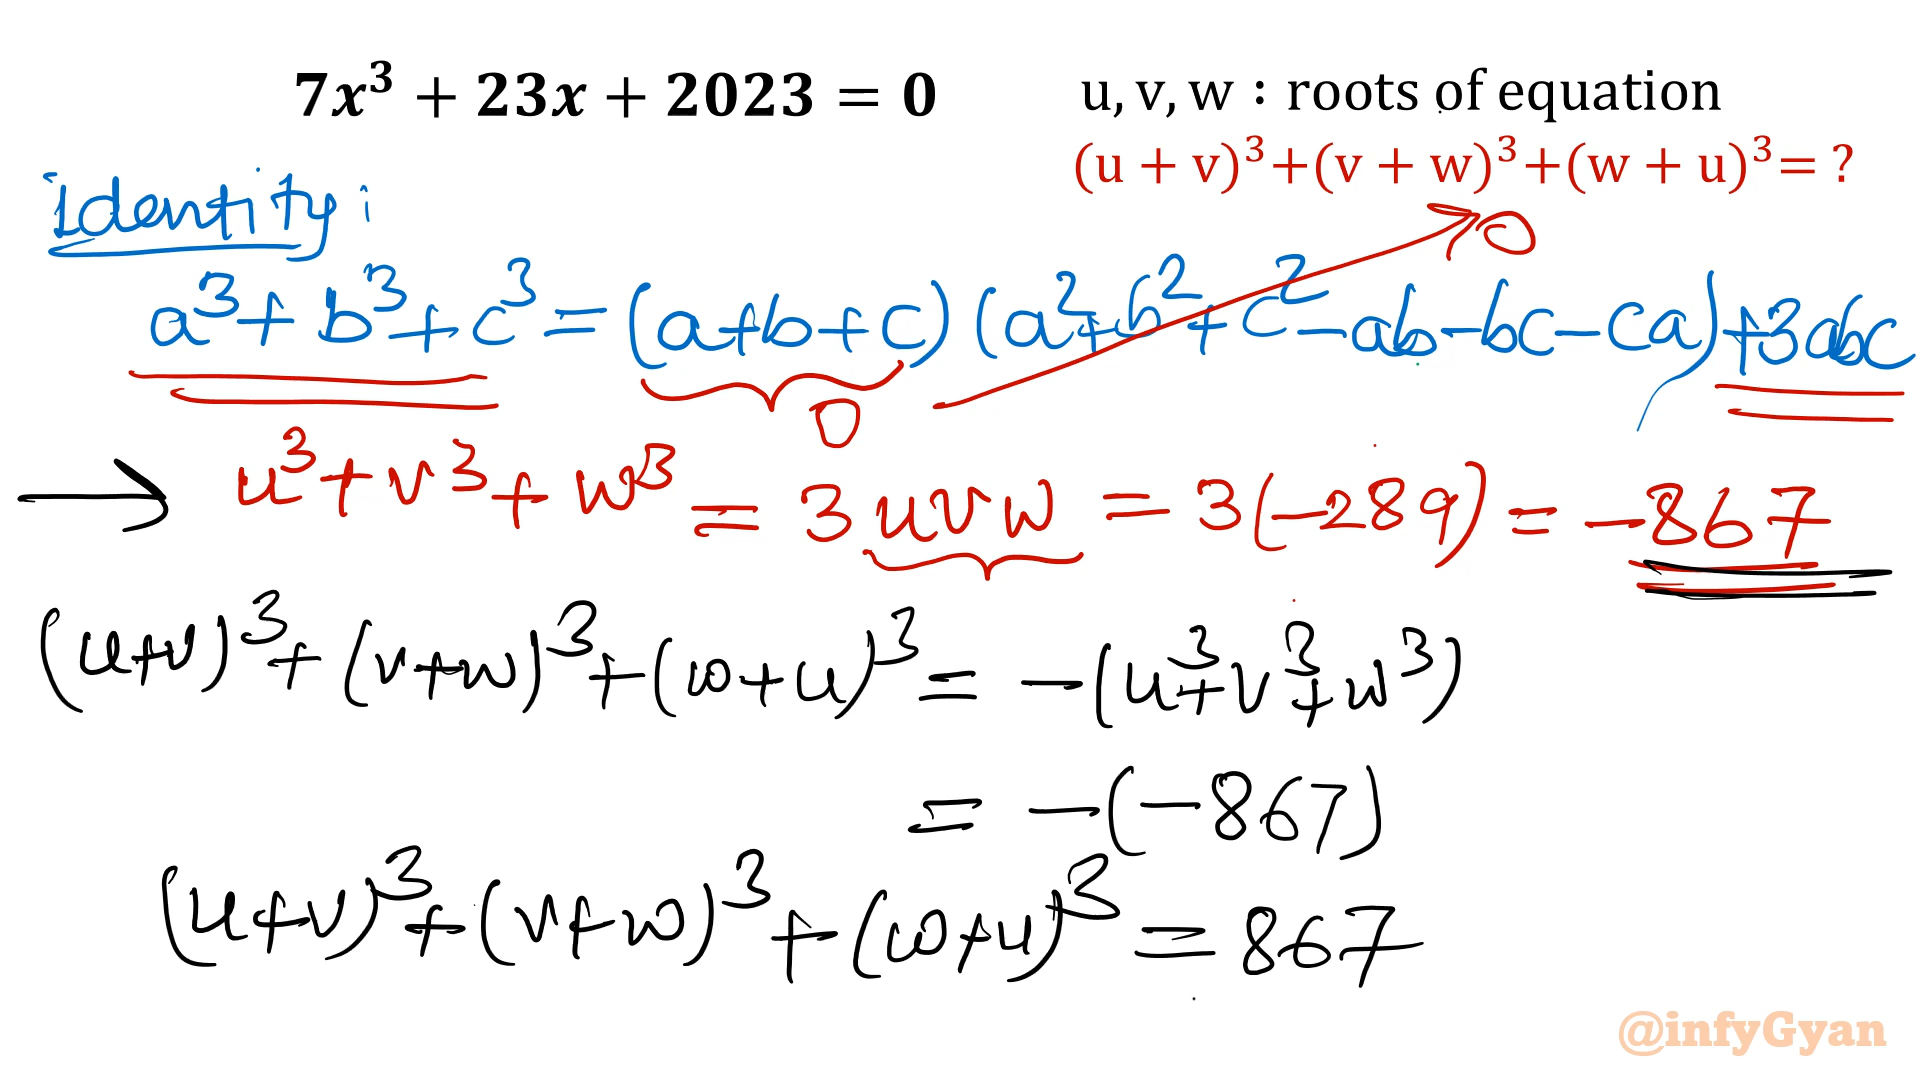 7x³ + 23x + 2023 = 0
u, v, w : roots of equation
(u + v)³+(v + w)³+(w + u)³= ?
Identity:
0
a³+b³+c³=(a+b+c)(a²+b²+c²-ab-bc-ca)+3abc
0
→ u³+v³+w³ = 3uvw = 3(-289) = -867
(u+v)³+(v+w)³+(w+u)³ = -(u³+v³+w³)
= -(-867)
(u+v)³+(v+w)³+(w+u)³ = 867
@infyGyan